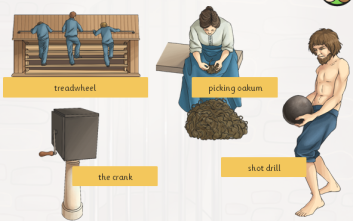 treadwheel
picking oakum
the crank
shot drill